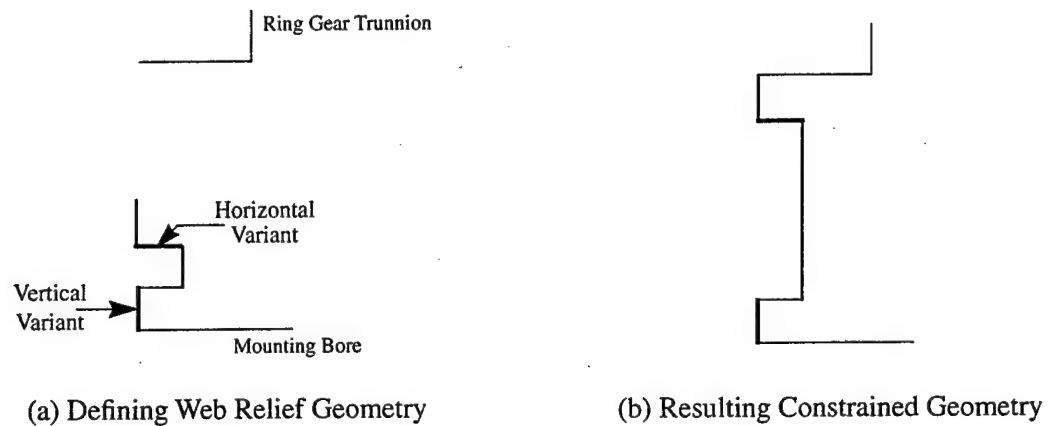 Ring Gear Trunnion
Horizontal
Variant
Vertical
Variant
Mounting Bore
(a) Defining Web Relief Geometry
(b) Resulting Constrained Geometry